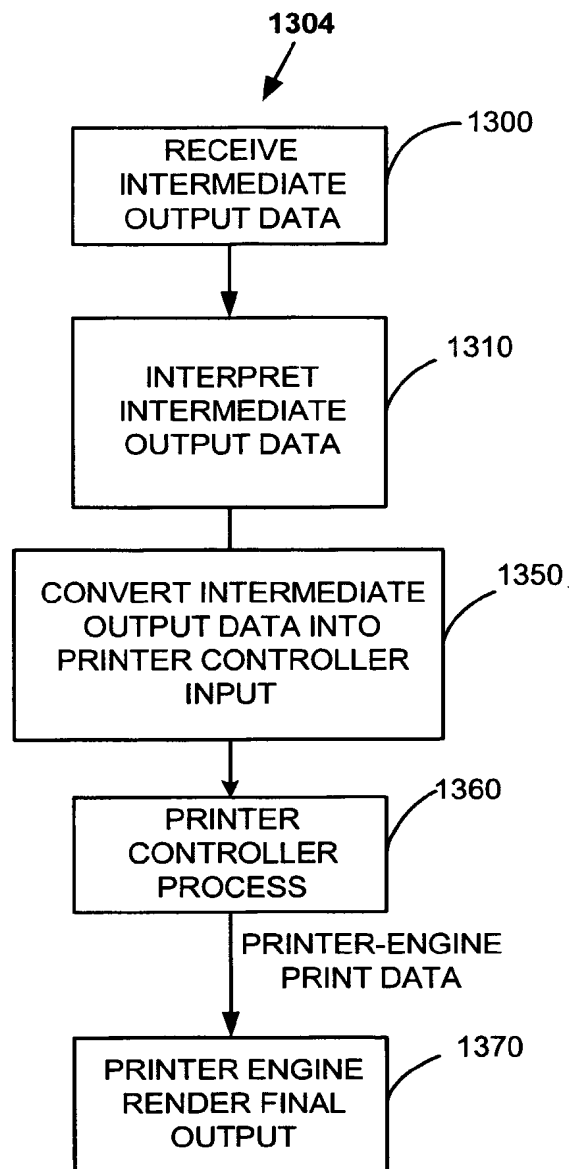 1304
1300
RECEIVE
INTERMEDIATE
OUTPUT DATA
1310
INTERPRET
INTERMEDIATE
OUTPUT DATA
1350
CONVERT INTERMEDIATE
OUTPUT DATA INTO
PRINTER CONTROLLER
INPUT
1360
PRINTER
CONTROLLER
PROCESS
PRINTER-ENGINE
PRINT DATA
1370
PRINTER ENGINE
RENDER FINAL
OUTPUT